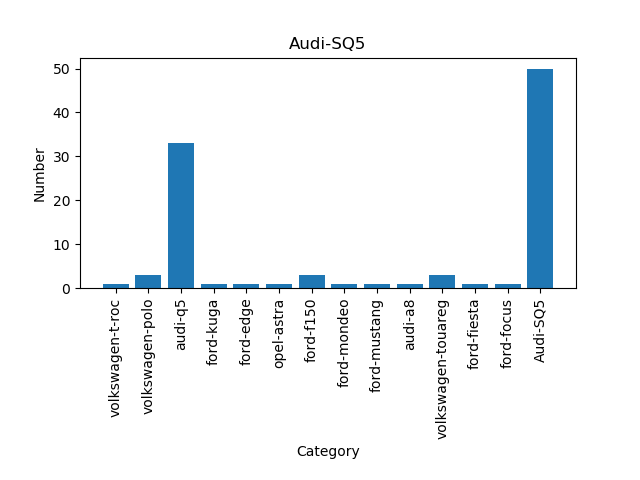 Audi-SQ5
50
40
30
20
10
0
Number
volkswagen-t-roc
volkswagen-polo
audi-q5
ford-kuga
ford-edge
opel-astra
ford-f150
ford-mondeo
ford-mustang
audi-a8
volkswagen-touareg
ford-fiesta
ford-focus
Audi-SQ5
Category